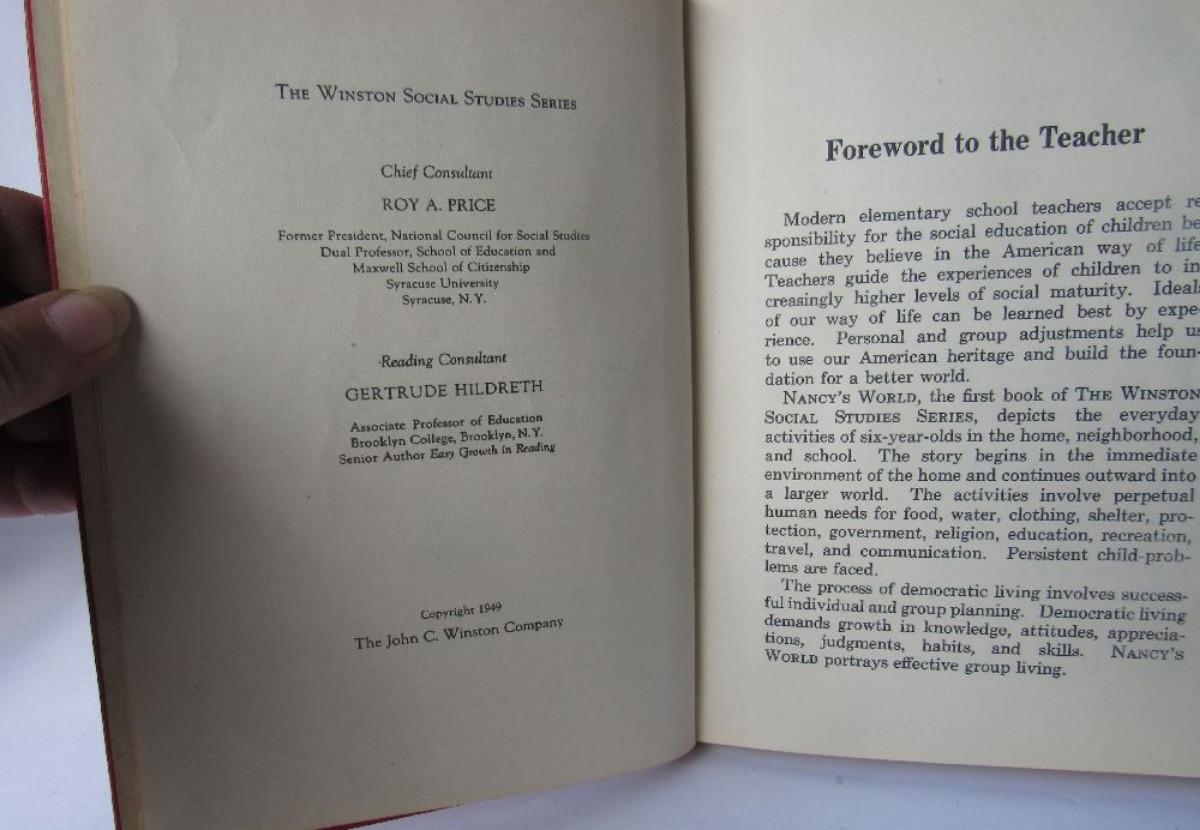 THE WINSTON SOCIAL STUDIES SERIES
Chief Consultant
ROY A. PRICE
Former President, National Council for Social Studies
Dual Professor, School of Education and
Maxwell School of Citizenship
Syracuse University
Syracuse, N.Y.
Reading Consultant
GERTRUDE HILDRETH
Associate Professor of Education
Brooklyn College, Brooklyn, N.Y.
Senior Author Easy Growth in Reading
Copyright 1949
The John C. Winston Company
Foreword to the Teacher
Modern elementary school teachers accept re
sponsibility for the social education of children be
cause they believe in the American way of life
Teachers guide the experiences of children to in
creasingly higher levels of social maturity. Ideals
of our way of life can be learned best by expe-
rience. Personal and group adjustments help us
to use our American heritage and build the foun-
dation for a better world.
NANCY'S WORLD, the first book of THE WINSTON
SOCIAL STUDIES SERIES, depicts the everyday
activities of six-year-olds in the home, neighborhood,
and school. The story begins in the immediate
environment of the home and continues outward into
a larger world. The activities involve perpetual
human needs for food, water, clothing, shelter, pro-
tection, government, religion, education, recreation,
travel, and communication. Persistent child-prob-
lems are faced.
The process of democratic living involves success-
ful individual and group planning. Democratic living
demands growth in knowledge, attitudes, apprecia-
tions, judgments, habits, and skills. NANCY'S
WORLD portrays effective group living.